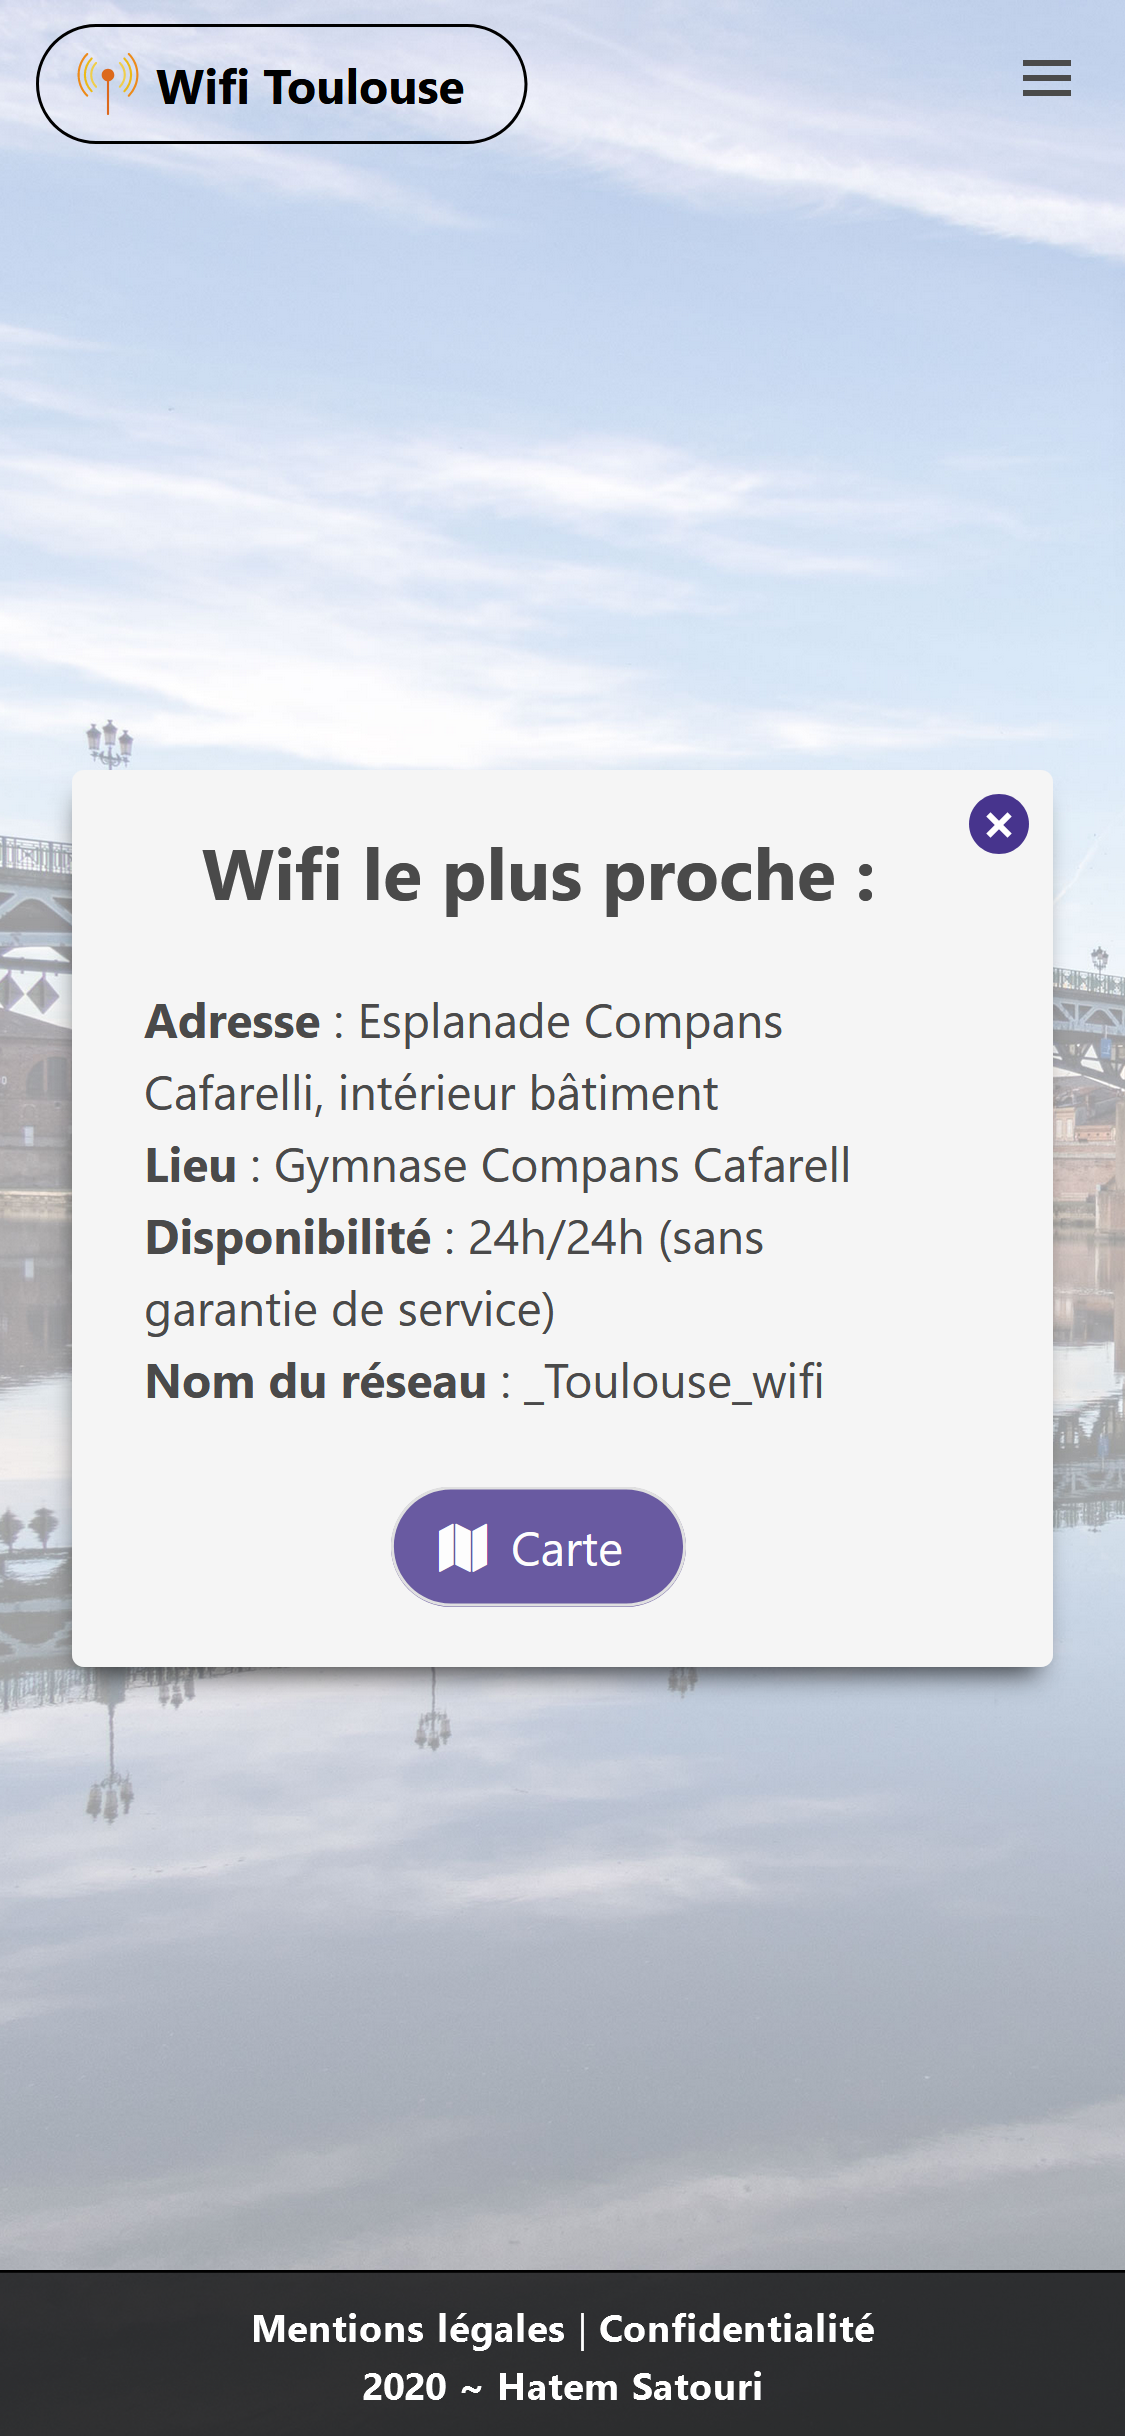 Wifi Toulouse
Wifi le plus proche :
Adresse : Esplanade Compans
Cafarelli, intérieur bâtiment
Lieu : Gymnase Compans Cafarell
Disponibilité : 24h/24h (sans
garantie de service)
Nom du réseau : _Toulouse_wifi
Carte
Mentions légales | Confidentialité
2020 ~ Hatem Satouri